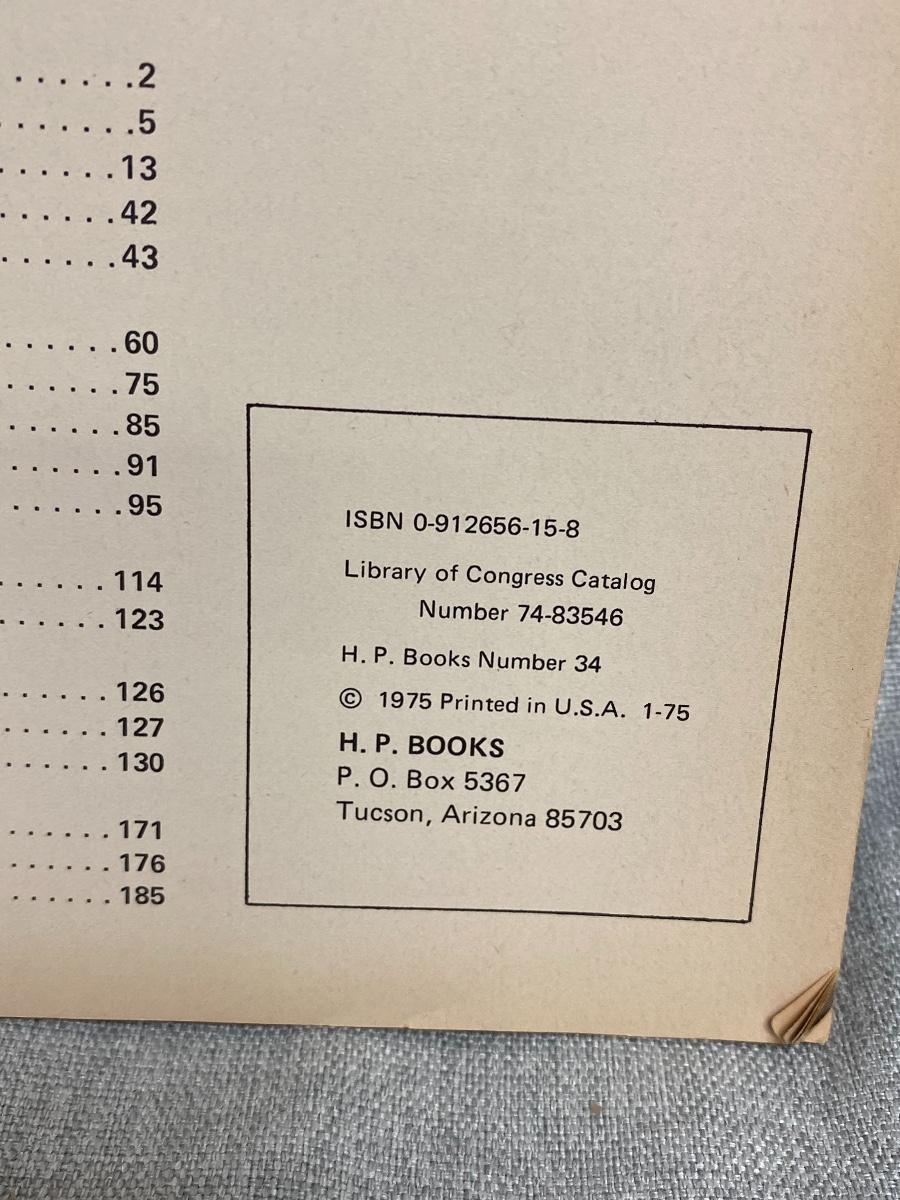 . . . . . .2
. . . . . . .5
. . . . . .13
. . . . . .42
. . . . . .43
. . . . . .60
. . . . . .75
. . . . . .85
. . . . . .91
. . . . . .95
. . . . . . 114
. . . . . . 123
. . . . . . 126
. . . . . . 127
. . . . . . 130
. . . . . . 171
. . . . . . 176
. . . . . . 185
ISBN 0-912656-15-8
Library of Congress Catalog
Number 74-83546
H. P. Books Number 34
© 1975 Printed in U.S.A. 1-75
H. P. BOOKS
P. O. Box 5367
Tucson, Arizona 85703